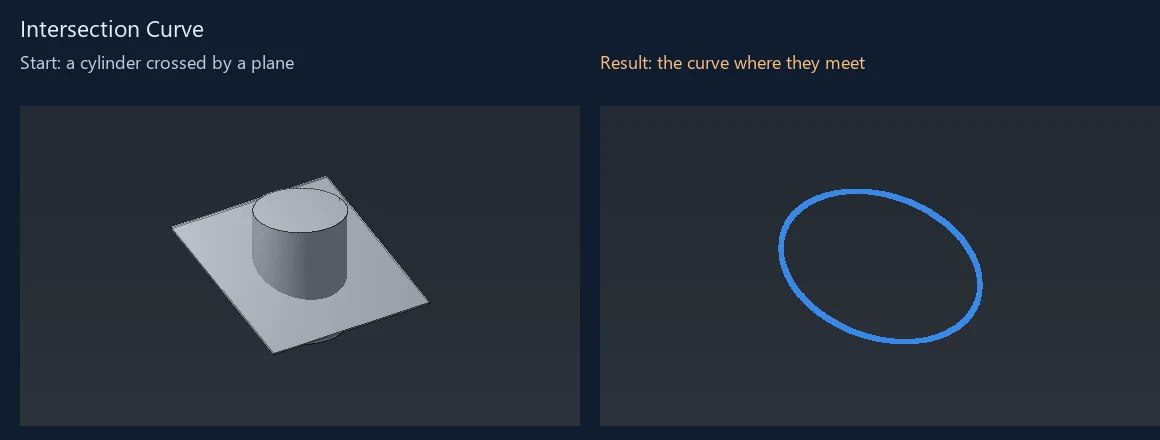 Intersection Curve
Start: a cylinder crossed by a plane
Result: the curve where they meet